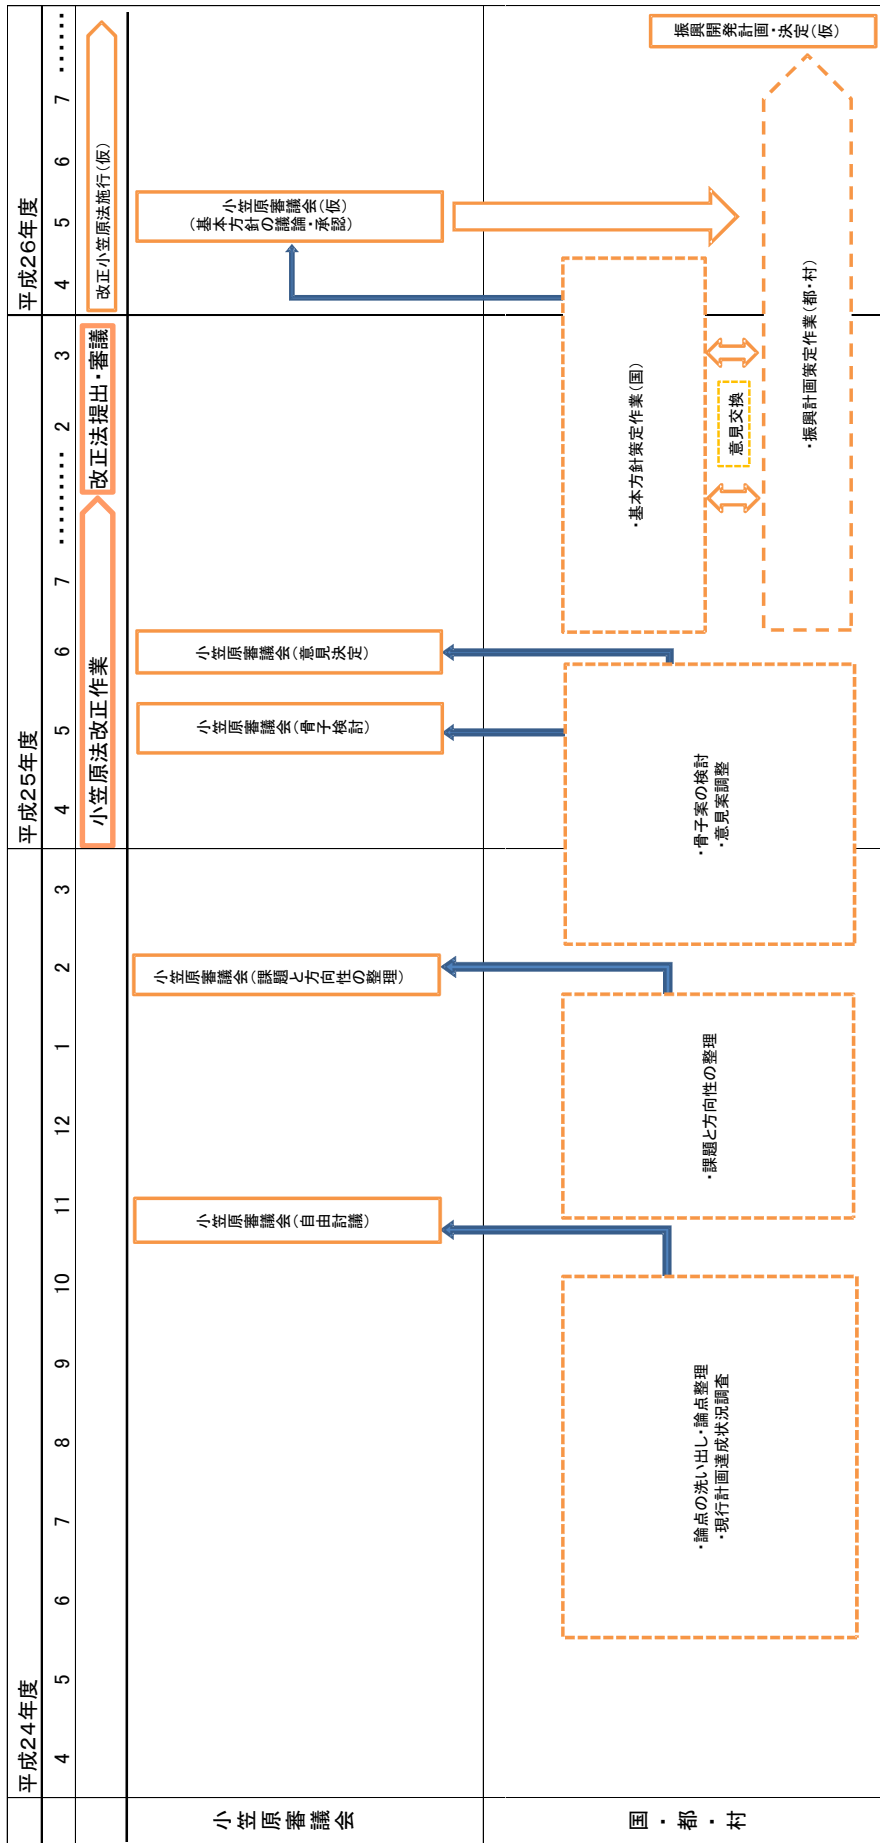 平成24年度
平成25年度
平成26年度
4
5
6
7
8
9
10
11
12
1
2
3
4
5
6
7
‥‥‥‥
2
3
4
5
6
7
‥‥‥
小笠原法改正作業
改正法提出・審議
改正小笠原法施行(仮)
小笠原審議会
小笠原審議会(自由討議)
小笠原審議会(課題と方向性の整理)
小笠原審議会(骨子検討)
小笠原審議会(意見決定)
小笠原審議会(仮)
(基本方針の議論・承認)
国・都・村
・論点の洗い出し・論点整理
・現行計画達成状況調査
・課題と方向性の整理
・骨子案の検討
・意見案調整
・基本方針策定作業(国)
意見交換
・振興計画策定作業(都・村)
振興開発計画・決定(仮)